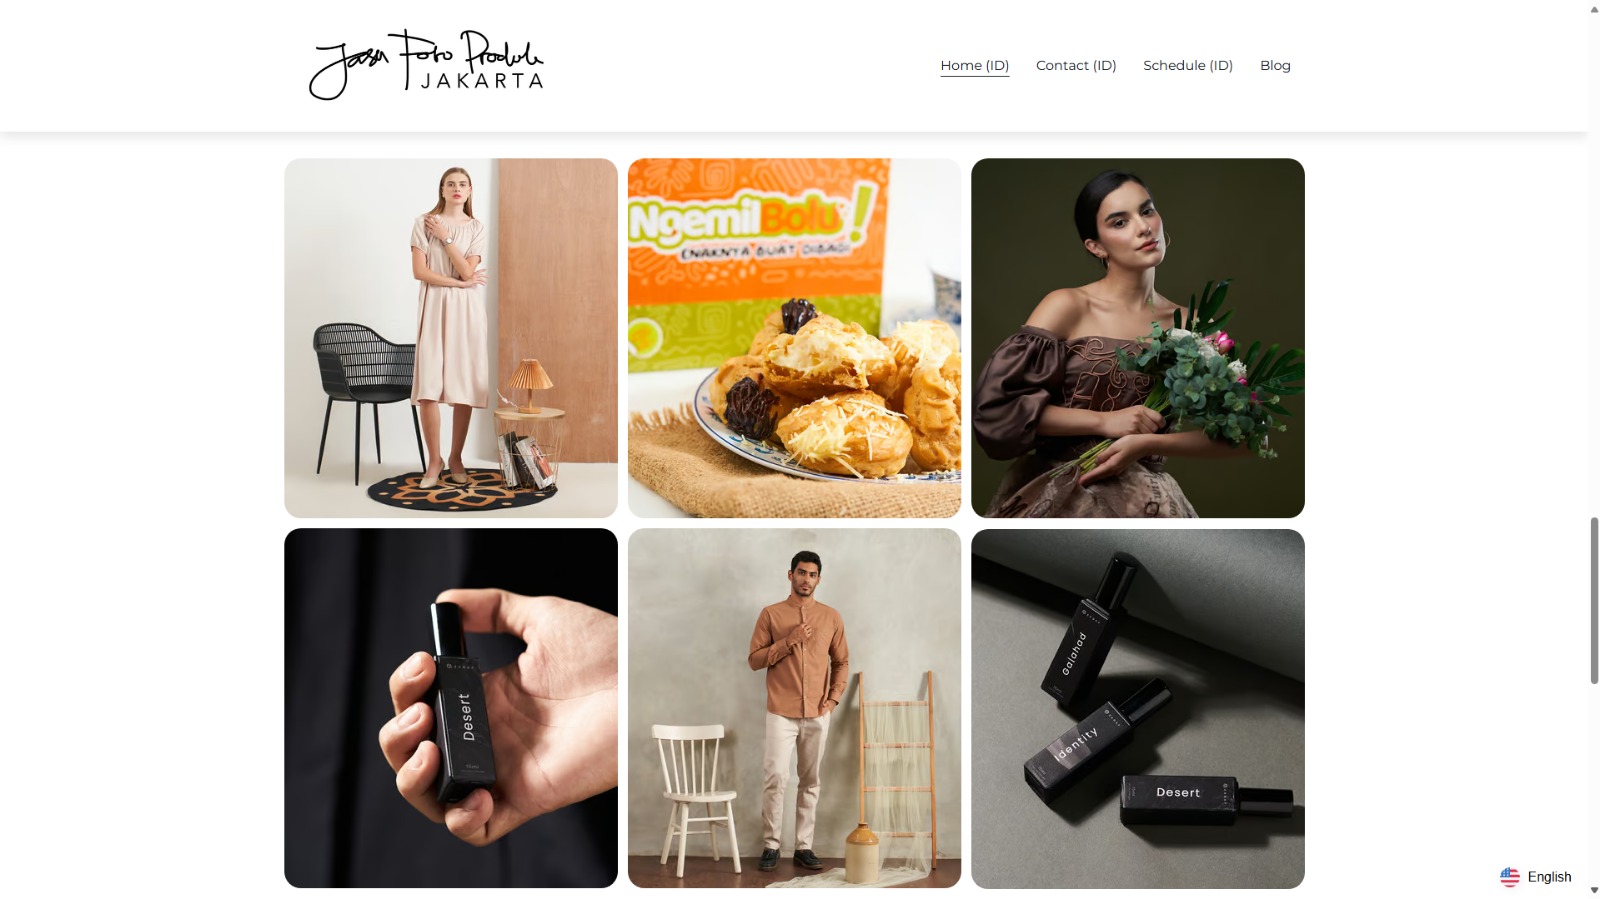 Jasa Foto Produk
JAKARTA
Home (ID)
Contact (ID)
Schedule (ID)
Blog
NgemilBolu!
ENAKNYA BUAT DIBAGI
Desert
Galahad
Identity
Desert
English